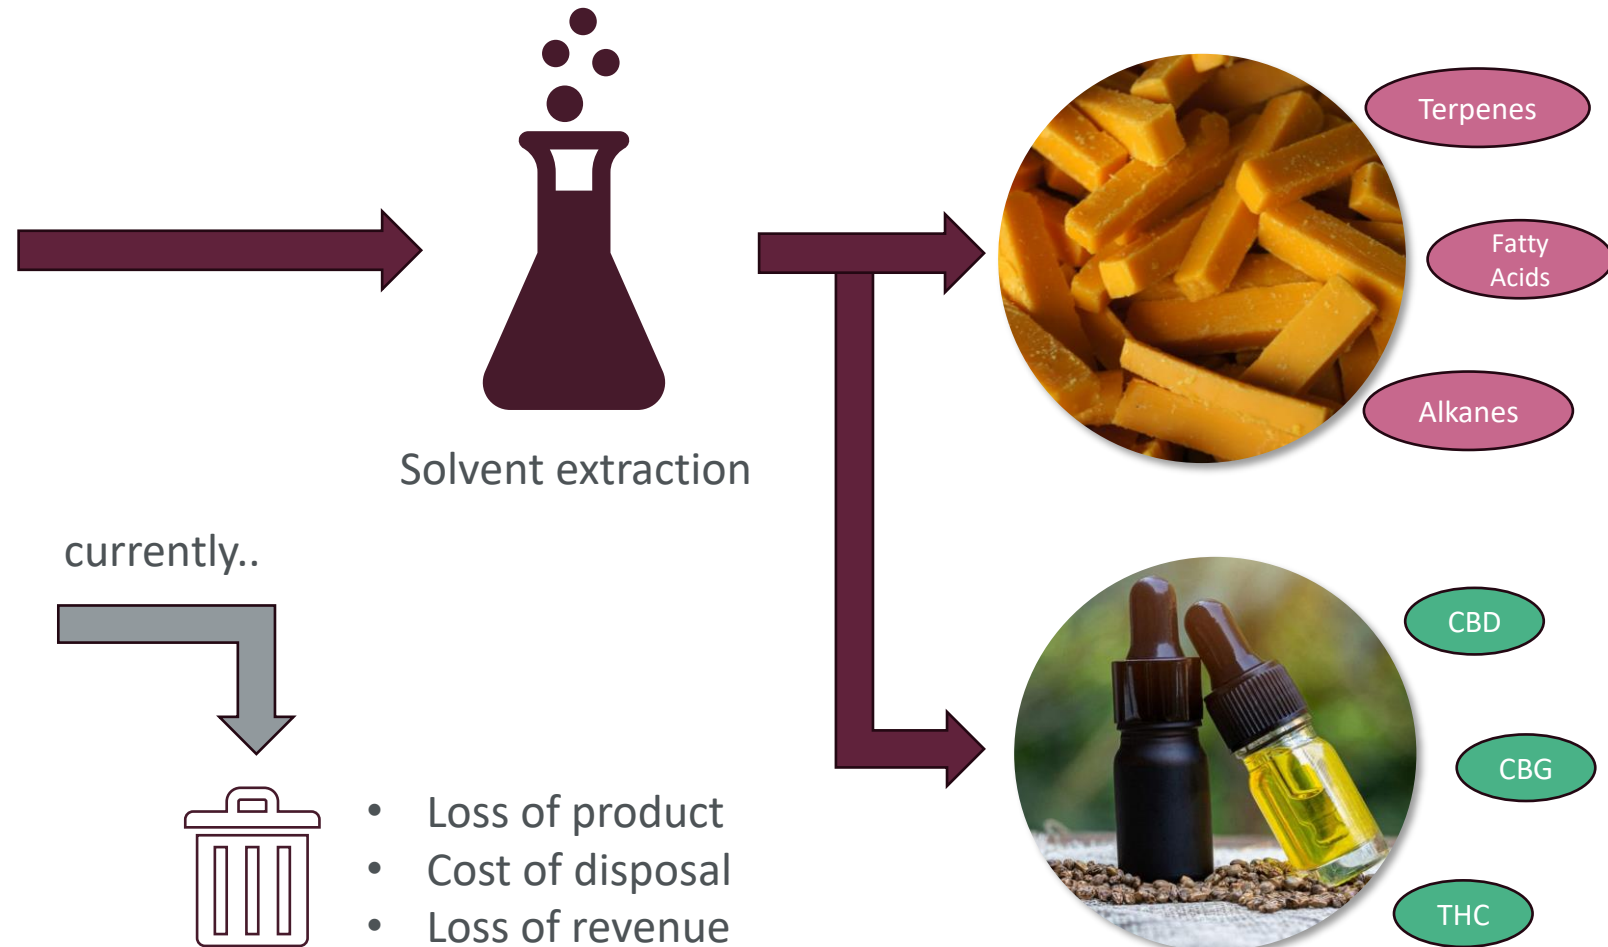 Solvent extraction
Terpenes
Fatty
Acids
Alkanes
currently..
• Loss of product
• Cost of disposal
• Loss of revenue
CBD
CBG
THC